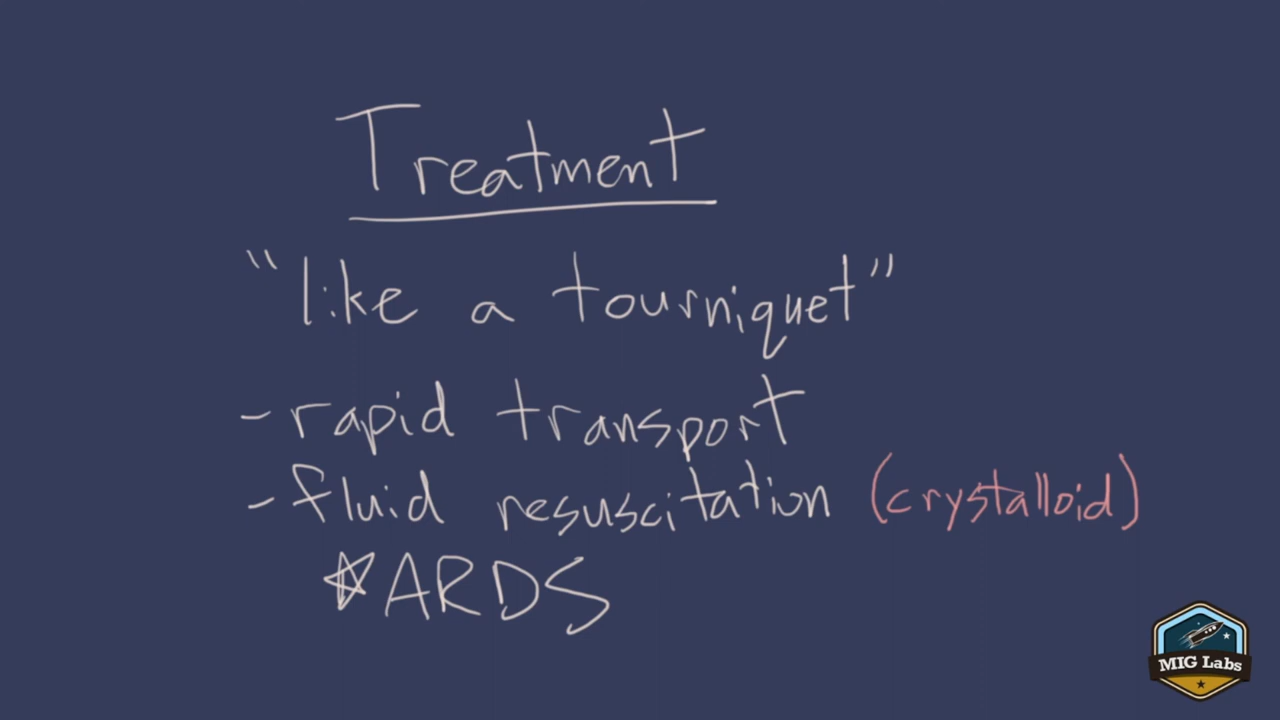 Treatment
"like a tourniquet"
- rapid transport
- fluid resuscitation (crystalloid)
☆ARDS
MIG Labs